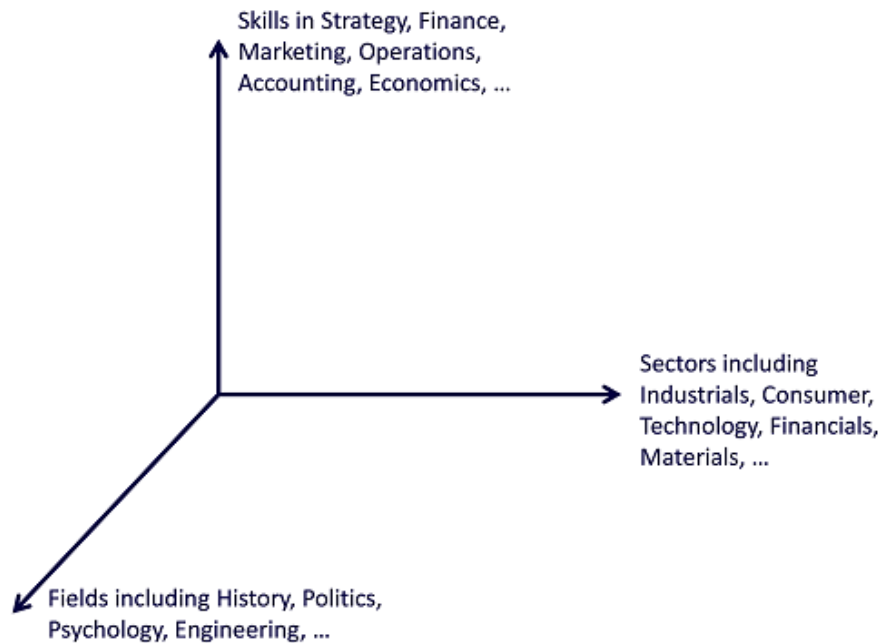 Skills in Strategy, Finance,
Marketing, Operations,
Accounting, Economics, ...
Sectors including
Industrials, Consumer,
Technology, Financials,
Materials, ...
Fields including History, Politics,
Psychology, Engineering, ...